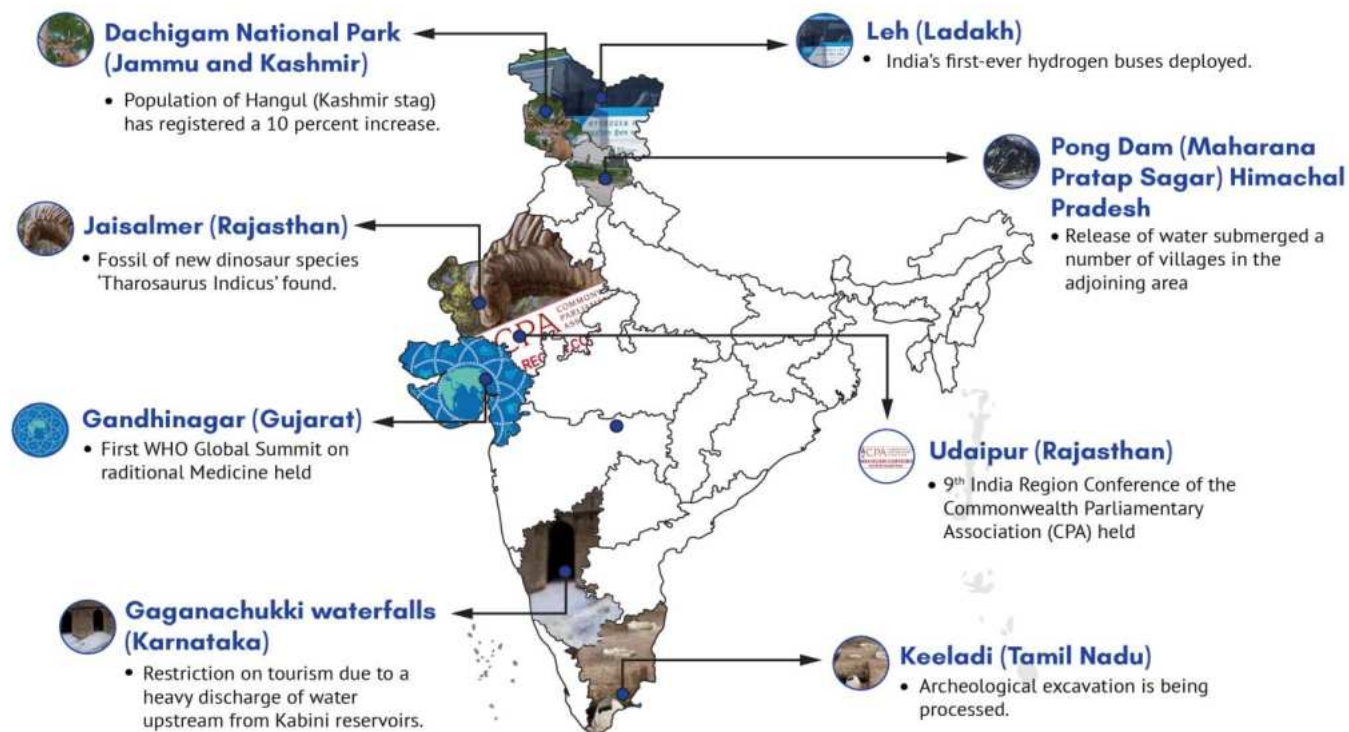 Dachigam National Park
(Jammu and Kashmir)
• Population of Hangul (Kashmir stag)
has registered a 10 percent increase.
Leh (Ladakh)
• India's first-ever hydrogen buses deployed.
Pong Dam (Maharana
Pratap Sagar) Himachal
Pradesh
• Release of water submerged a
number of villages in the
adjoining area
Jaisalmer (Rajasthan)
• Fossil of new dinosaur species
'Tharosaurus Indicus' found.
CPA
COMMONW
PARLIAM
REG
Gandhinagar (Gujarat)
• First WHO Global Summit on
raditional Medicine held
CPA
Udaipur (Rajasthan)
• 9th India Region Conference of the
Commonwealth Parliamentary
Association (CPA) held
Gaganachukki waterfalls
(Karnataka)
• Restriction on tourism due to a
heavy discharge of water
upstream from Kabini reservoirs.
Keeladi (Tamil Nadu)
• Archeological excavation is being
processed.